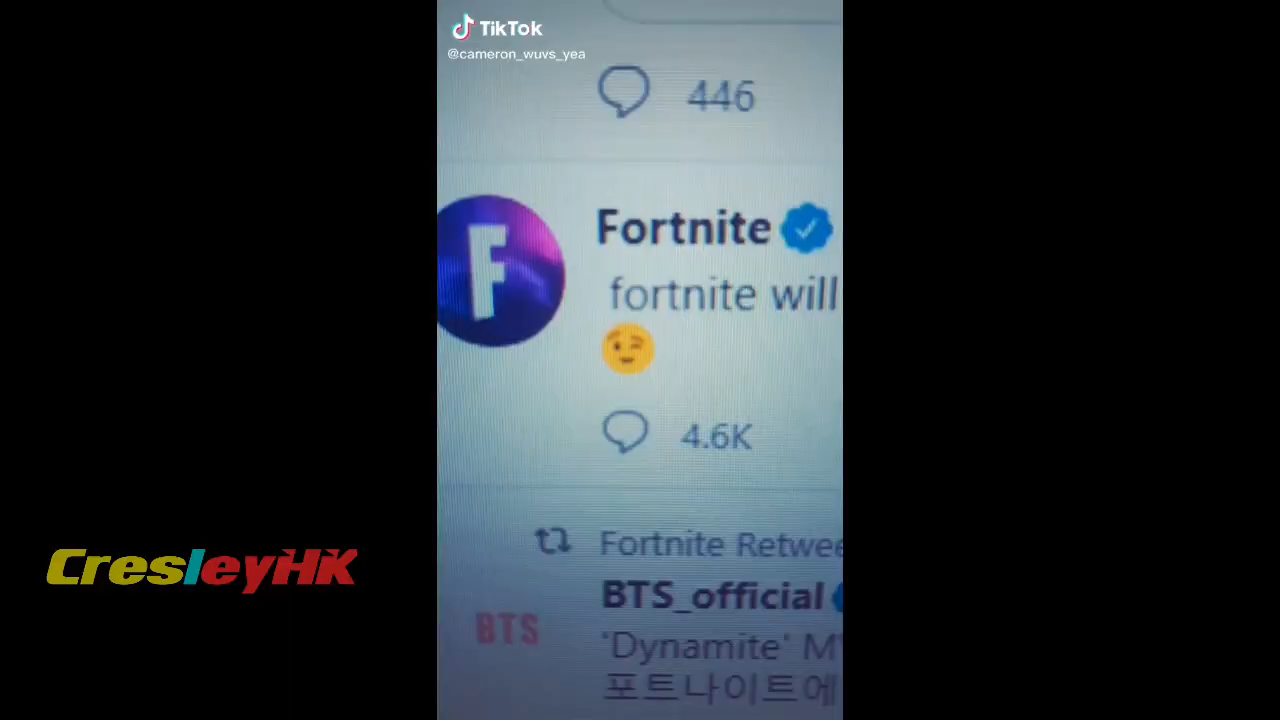 TikTok
@cameron_wuvs_yea
446
F
Fortnite
fortnite will
4.6K
Fortnite Retwee
BTS_official
BTS
'Dynamite' M
포트나이트에
CresleyHK